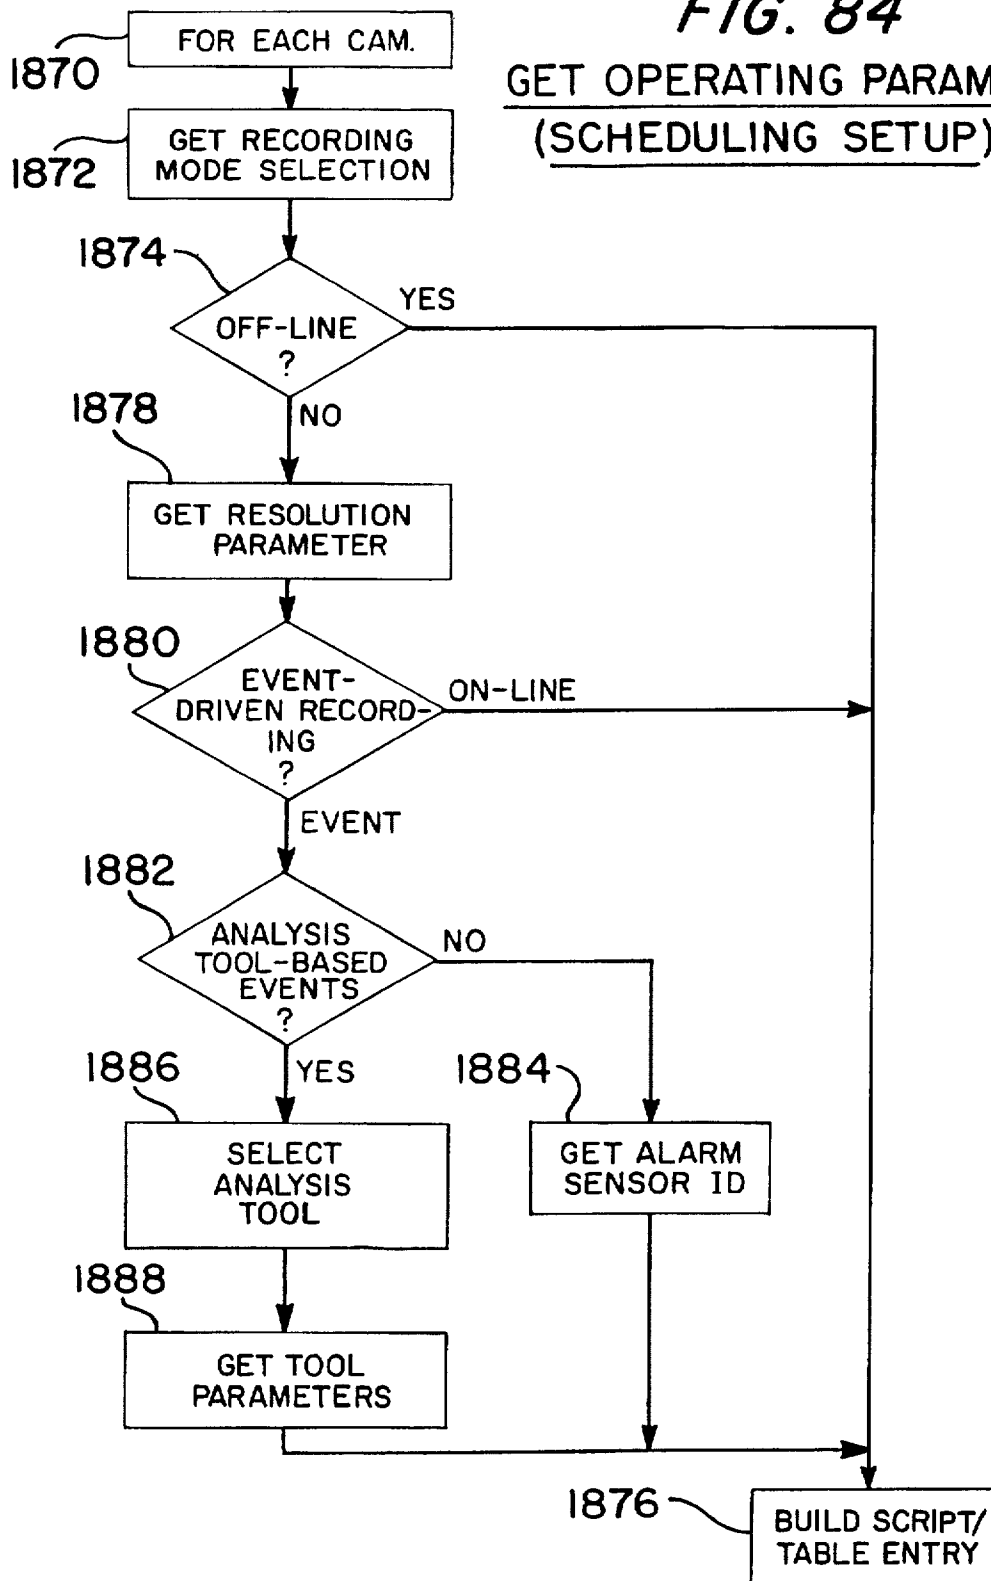 FIG. 84
GET OPERATING PARAM
(SCHEDULING SETUP)
1870
FOR EACH CAM.
1872
GET RECORDING
MODE SELECTION
1874
OFF-LINE
?
YES
NO
1878
GET RESOLUTION
PARAMETER
1880
EVENT-
DRIVEN RECORD-
ING
?
ON-LINE
EVENT
1882
ANALYSIS
TOOL-BASED
EVENTS
?
NO
YES
1886
SELECT
ANALYSIS
TOOL
1884
GET ALARM
SENSOR ID
1888
GET TOOL
PARAMETERS
1876
BUILD SCRIPT/
TABLE ENTRY